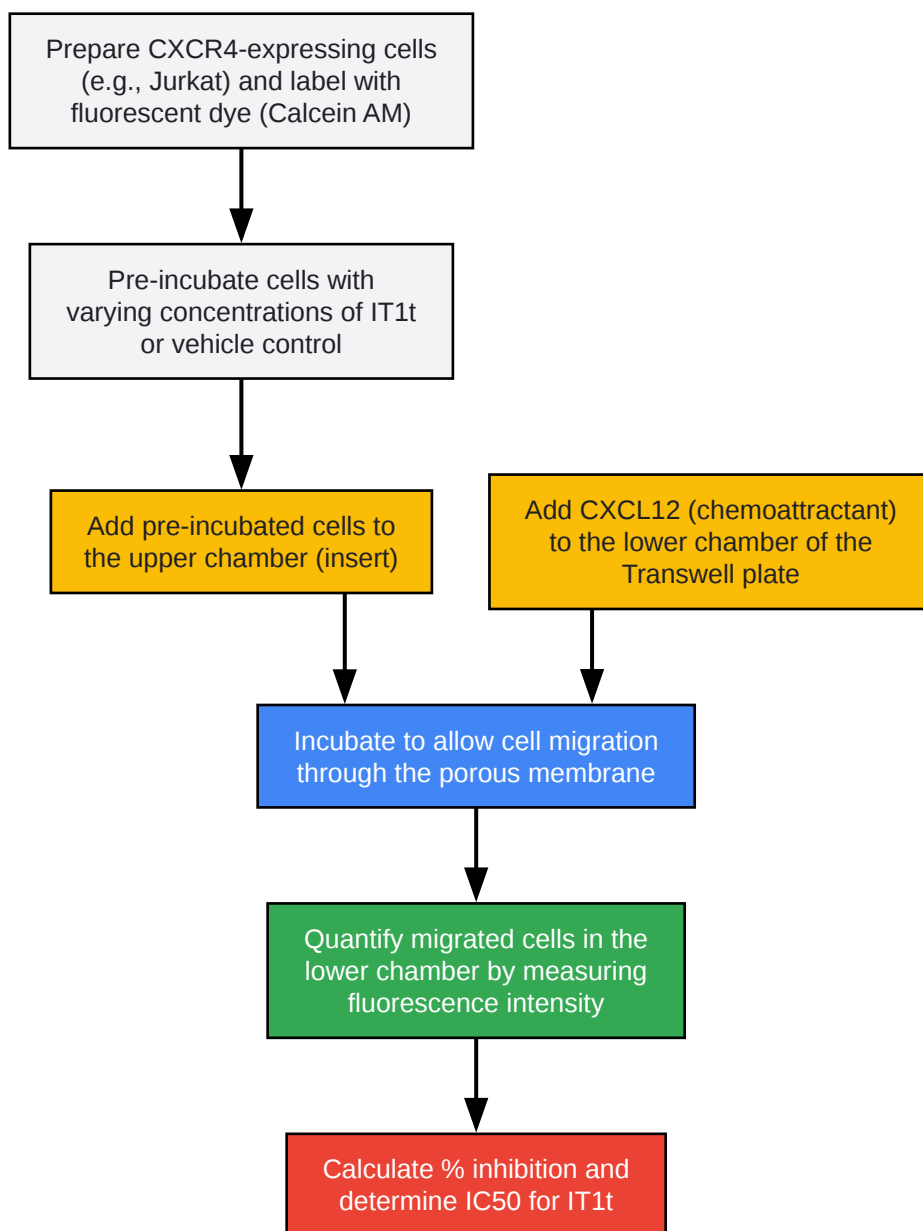 Prepare CXCR4-expressing cells
(e.g., Jurkat) and label with
fluorescent dye (Calcein AM)
Pre-incubate cells with
varying concentrations of IT1t
or vehicle control
Add pre-incubated cells to
the upper chamber (insert)
Add CXCL12 (chemoattractant)
to the lower chamber of the
Transwell plate
Incubate to allow cell migration
through the porous membrane
Quantify migrated cells in the
lower chamber by measuring
fluorescence intensity
Calculate % inhibition and
determine IC50 for IT1t